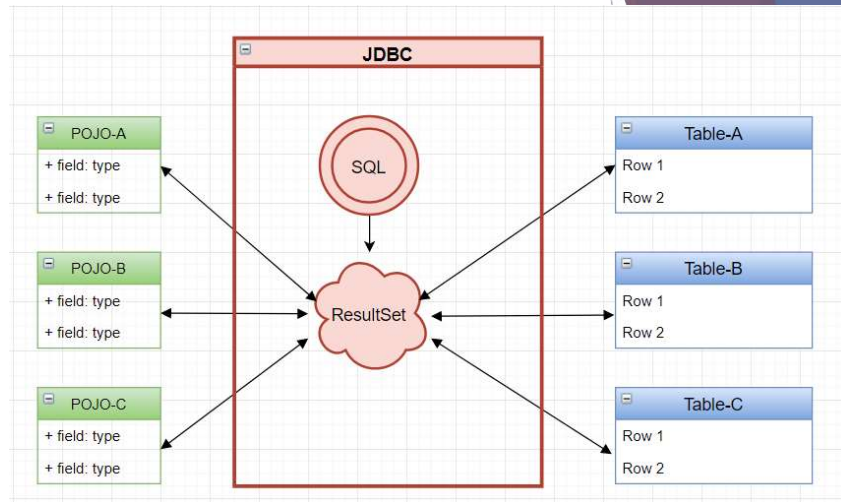 JDBC
POJO-A
+ field: type
+ field: type
SQL
Table-A
Row 1
Row 2
POJO-B
+ field: type
+ field: type
ResultSet
Table-B
Row 1
Row 2
POJO-C
+ field: type
+ field: type
Table-C
Row 1
Row 2